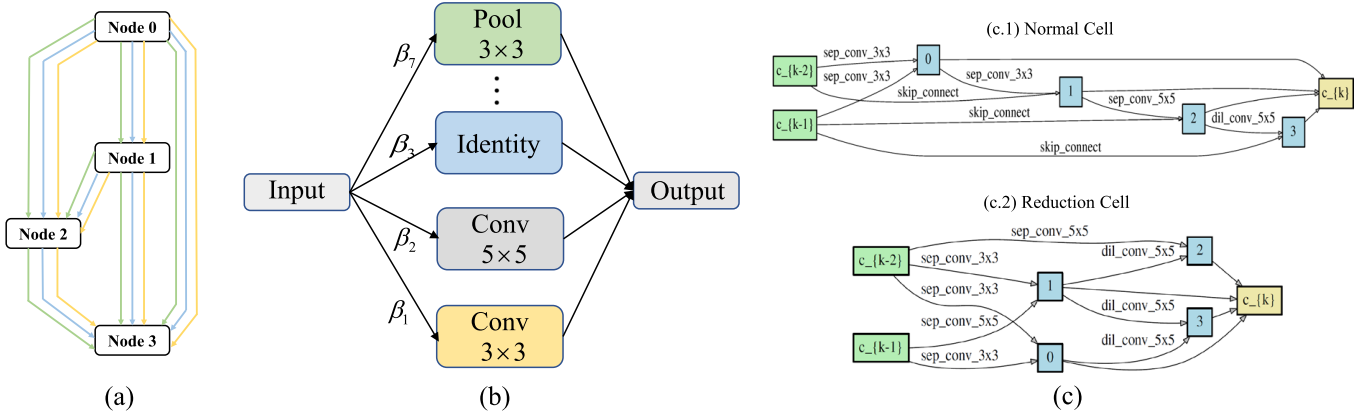 Node 0
Node 1
Node 2
Node 3
(a)
Input
β7
β3
β2
β1
Pool
3×3
Identity
Conv
5×5
Conv
3×3
Output
(b)
(c.1) Normal Cell
c_{k-2}
c_{k-1}
sep_conv_3x3
sep_conv_3x3
0
sep_conv_3x3
skip_connect
1
sep_conv_5x5
skip_connect
2
dil_conv_5x5
skip_connect
3
c_{k}
(c.2) Reduction Cell
c_{k-2}
c_{k-1}
sep_conv_5x5
sep_conv_3x3
sep_conv_3x3
sep_conv_5x5
sep_conv_3x3
1
0
dil_conv_5x5
dil_conv_5x5
dil_conv_5x5
2
3
c_{k}
(c)